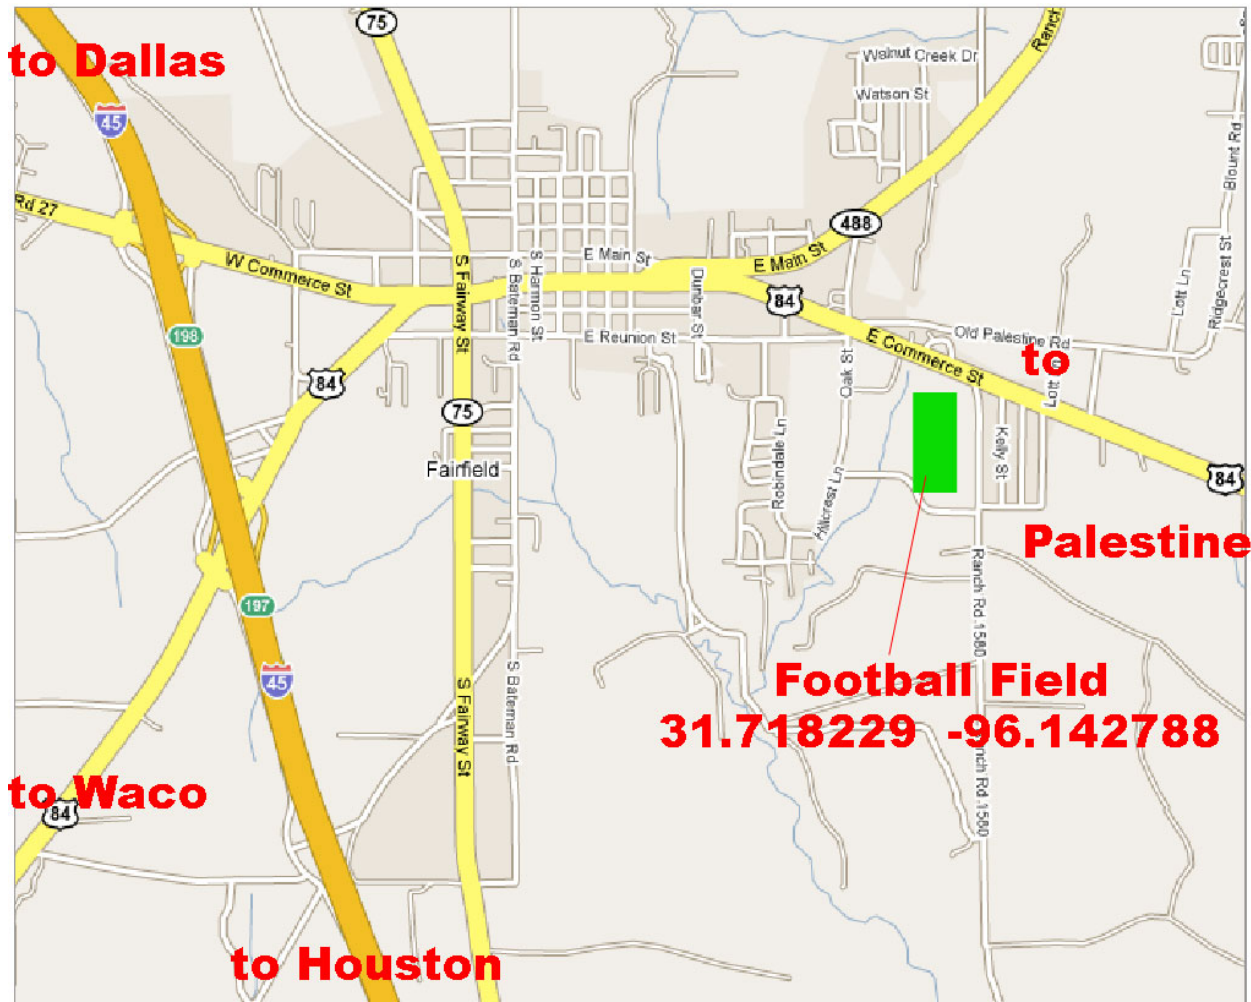 75
to Dallas
Ranch
Walnut Creek Dr
Watson St
45
Blount Rd
Rd 27
488
W Commerce St
S Fairway St
S Bateman Rd
S Harmon St
E Main St
E Main St
Dunbar St
84
Lott Ln
Ridgecrest St
198
E Reunion St
E Commerce St
Old Palestine Rd
to
Oak St
Lott
84
75
Fairfield
Robindale Ln
Hillcrest Ln
Kelly St
84
Palestine
197
Ranch Rd 1580
45
S Fairway St
S Bateman Rd
Football Field
31.718229 -96.142788
nch Rd 1580
to Waco
84
to Houston